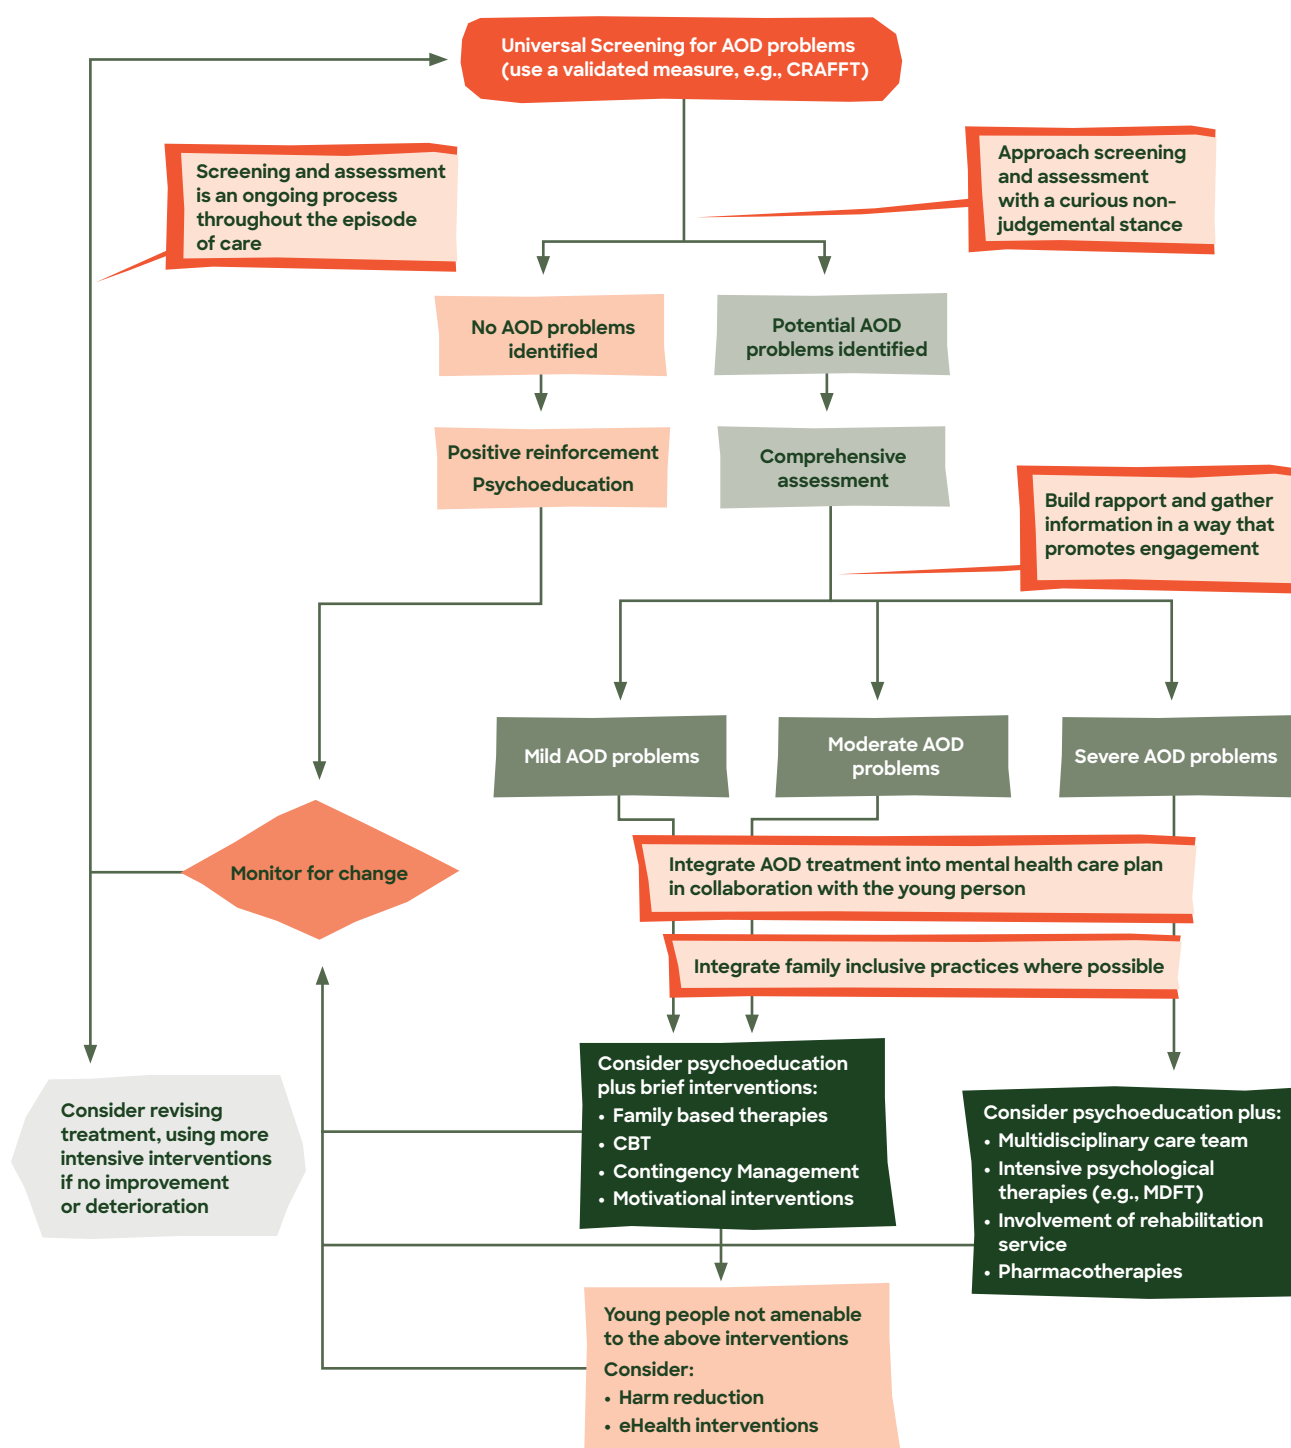 Universal Screening for AOD problems
(use a validated measure, e.g., CRAFFT)
Screening and assessment
is an ongoing process
throughout the episode
of care
Approach screening
and assessment
with a curious non-
judgemental stance
No AOD problems
identified
Potential AOD
problems identified
Positive reinforcement
Psychoeducation
Comprehensive
assessment
Build rapport and gather
information in a way that
promotes engagement
Mild AOD problems
Moderate AOD
problems
Severe AOD problems
Monitor for change
Integrate AOD treatment into mental health care plan
in collaboration with the young person
Integrate family inclusive practices where possible
Consider revising
treatment, using more
intensive interventions
if no improvement
or deterioration
Consider psychoeducation
plus brief interventions:
• Family based therapies
• CBT
• Contingency Management
• Motivational interventions
Consider psychoeducation plus:
• Multidisciplinary care team
• Intensive psychological
therapies (e.g., MDFT)
• Involvement of rehabilitation
service
• Pharmacotherapies
Young people not amenable
to the above interventions
Consider:
• Harm reduction
• eHealth interventions